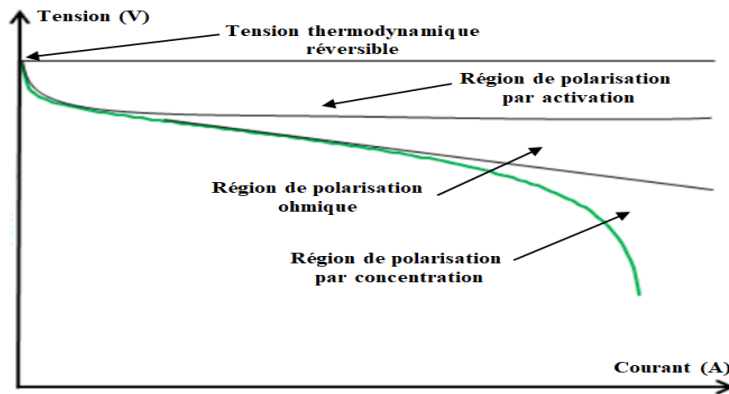 Tension (V)
Tension thermodynamique
réversible
Région de polarisation
par activation
Région de polarisation
ohmique
Région de polarisation
par concentration
Courant (A)